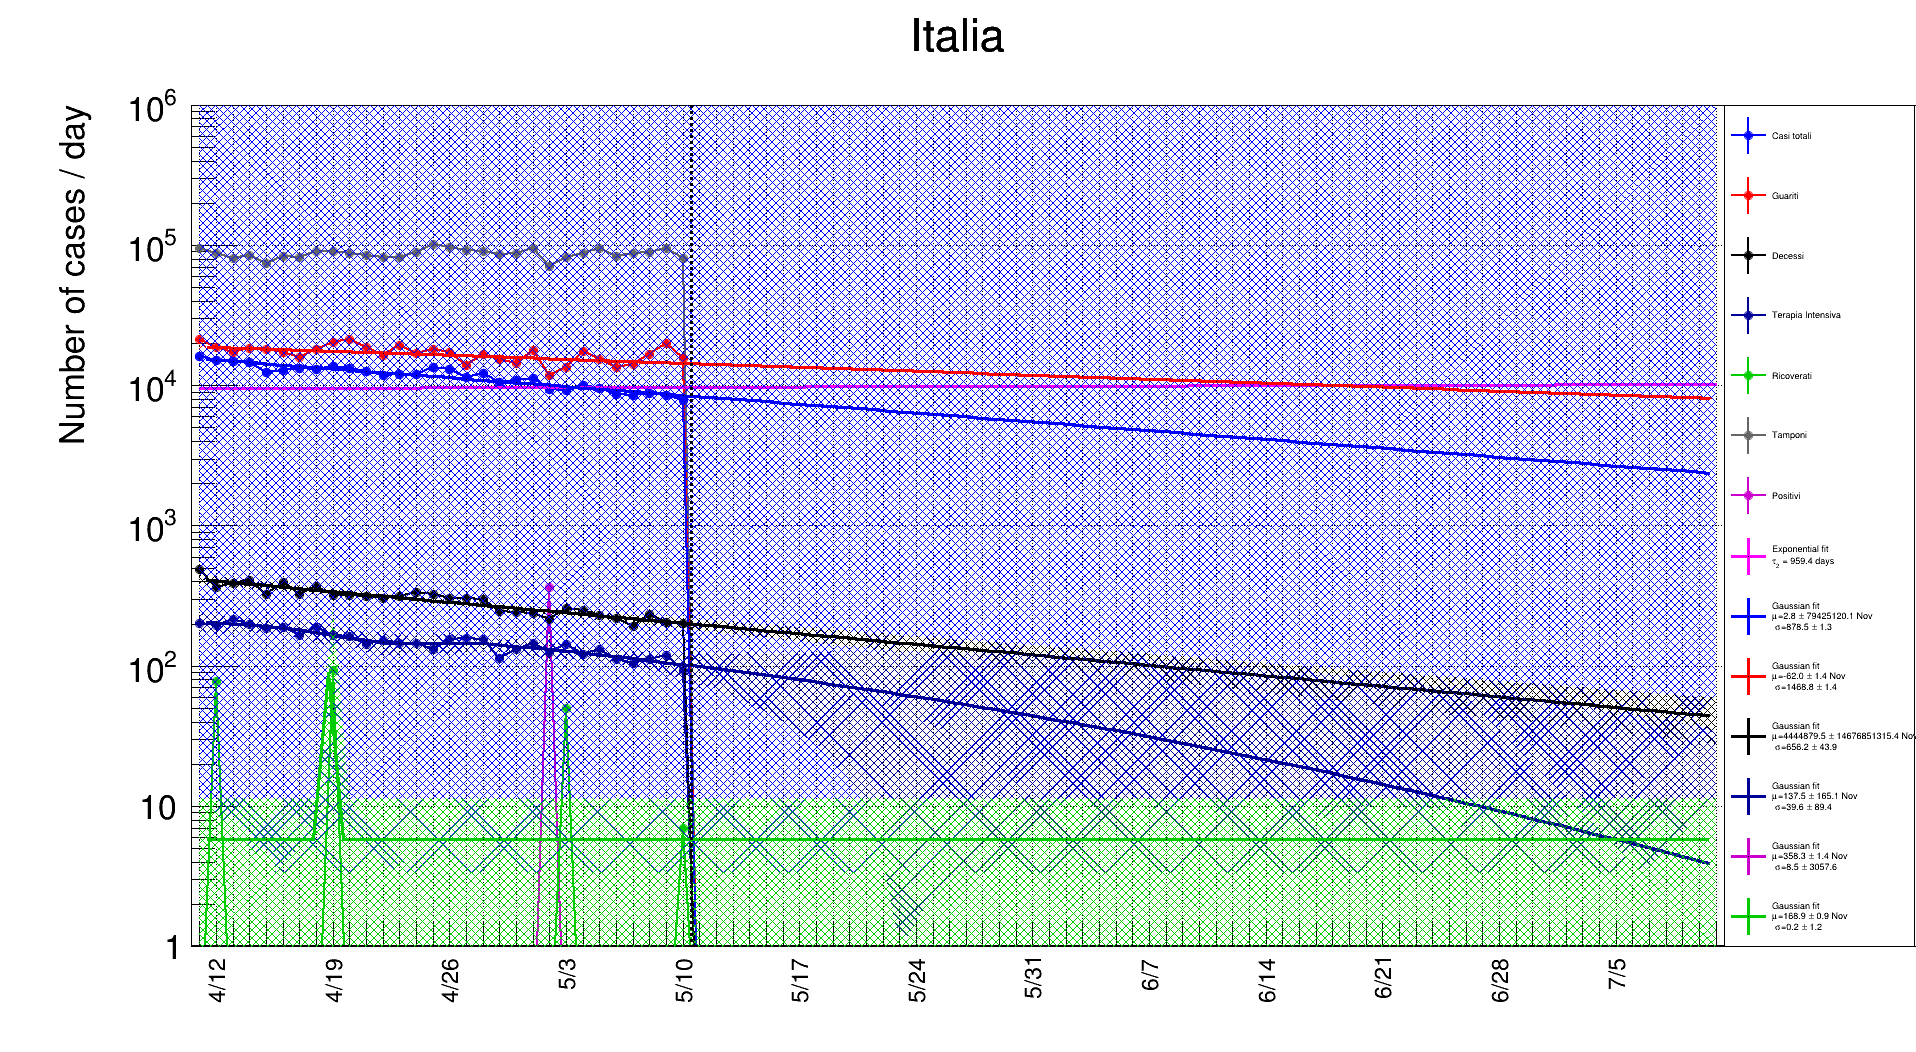 Italia
Number of cases / day
10^6
10^5
10^4
10^3
10^2
10
1
4/12
4/19
4/26
5/3
5/10
5/17
5/24
5/31
6/7
6/14
6/21
6/28
7/5
Casi totali
Guariti
Decessi
Terapia Intensiva
Ricoverati
Tamponi
Positivi
Exponential fit
τ₂ = 959.4 days
Gaussian fit
μ=2.8 ± 79425120.1 Nov
σ=878.5 ± 1.3
Gaussian fit
μ=-62.0 ± 1.4 Nov
σ=1468.8 ± 1.4
Gaussian fit
μ=4444879.5 ± 14676851315.4 Nov
σ=656.2 ± 43.9
Gaussian fit
μ=137.5 ± 165.1 Nov
σ=39.6 ± 89.4
Gaussian fit
μ=358.3 ± 1.4 Nov
σ=8.5 ± 3057.6
Gaussian fit
μ=168.9 ± 0.9 Nov
σ=0.2 ± 1.2